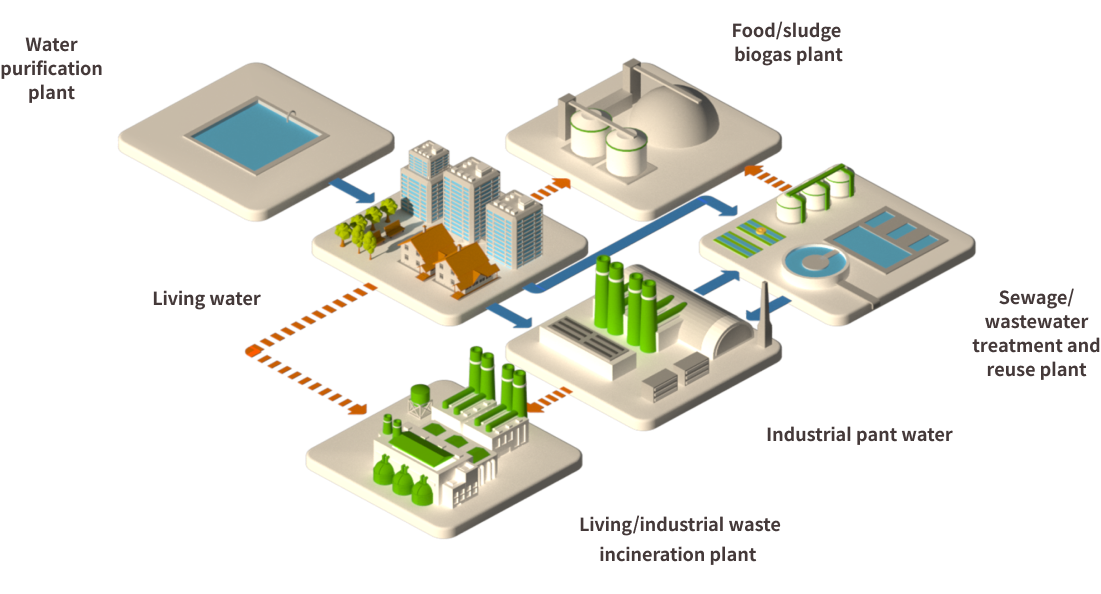 Water
purification
plant
Food/sludge
biogas plant
Living water
Sewage/
wastewater
treatment and
reuse plant
Industrial pant water
Living/industrial waste
incineration plant